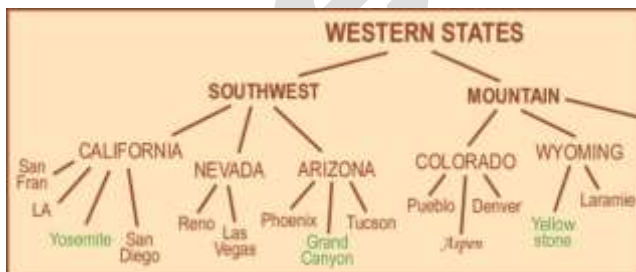 WESTERN STATES
SOUTHWEST
MOUNTAIN
CALIFORNIA
NEVADA
ARIZONA
COLORADO
WYOMING
San
Fran
LA
Yosemite
San
Diego
Reno
Las
Vegas
Phoenix
Grand
Canyon
Tucson
Pueblo
Aspen
Denver
Yellow
stone
Laramie